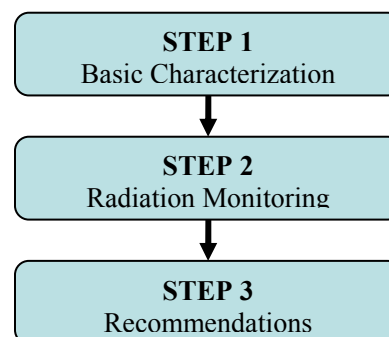 STEP 1
Basic Characterization
STEP 2
Radiation Monitoring
STEP 3
Recommendations